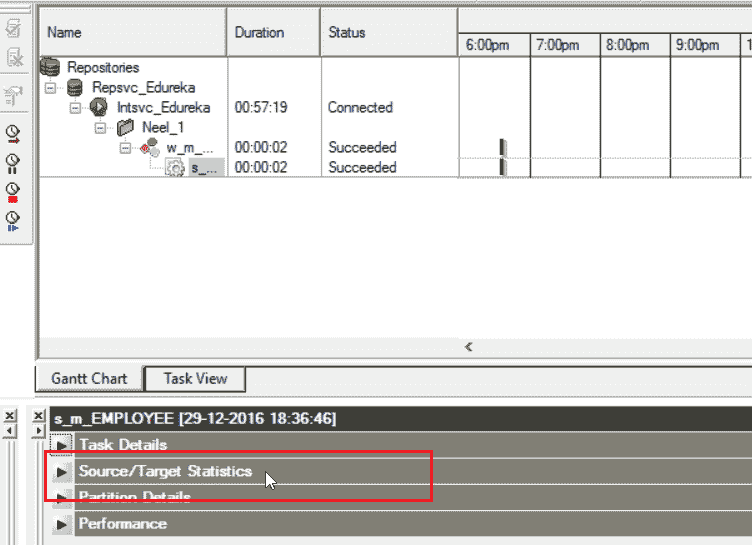 Name Duration Status
6:00pm 7:00pm 8:00pm 9:00pm 1
Repositories
Repsvc_Edureka
Intsvc_Edureka 00:57:19 Connected
Neel_1
w_m_... 00:00:02 Succeeded
s_... 00:00:02 Succeeded
Gantt Chart Task View
s_m_EMPLOYEE [29-12-2016 18:36:46]
Task Details
Source/Target Statistics
Partition Details
Performance